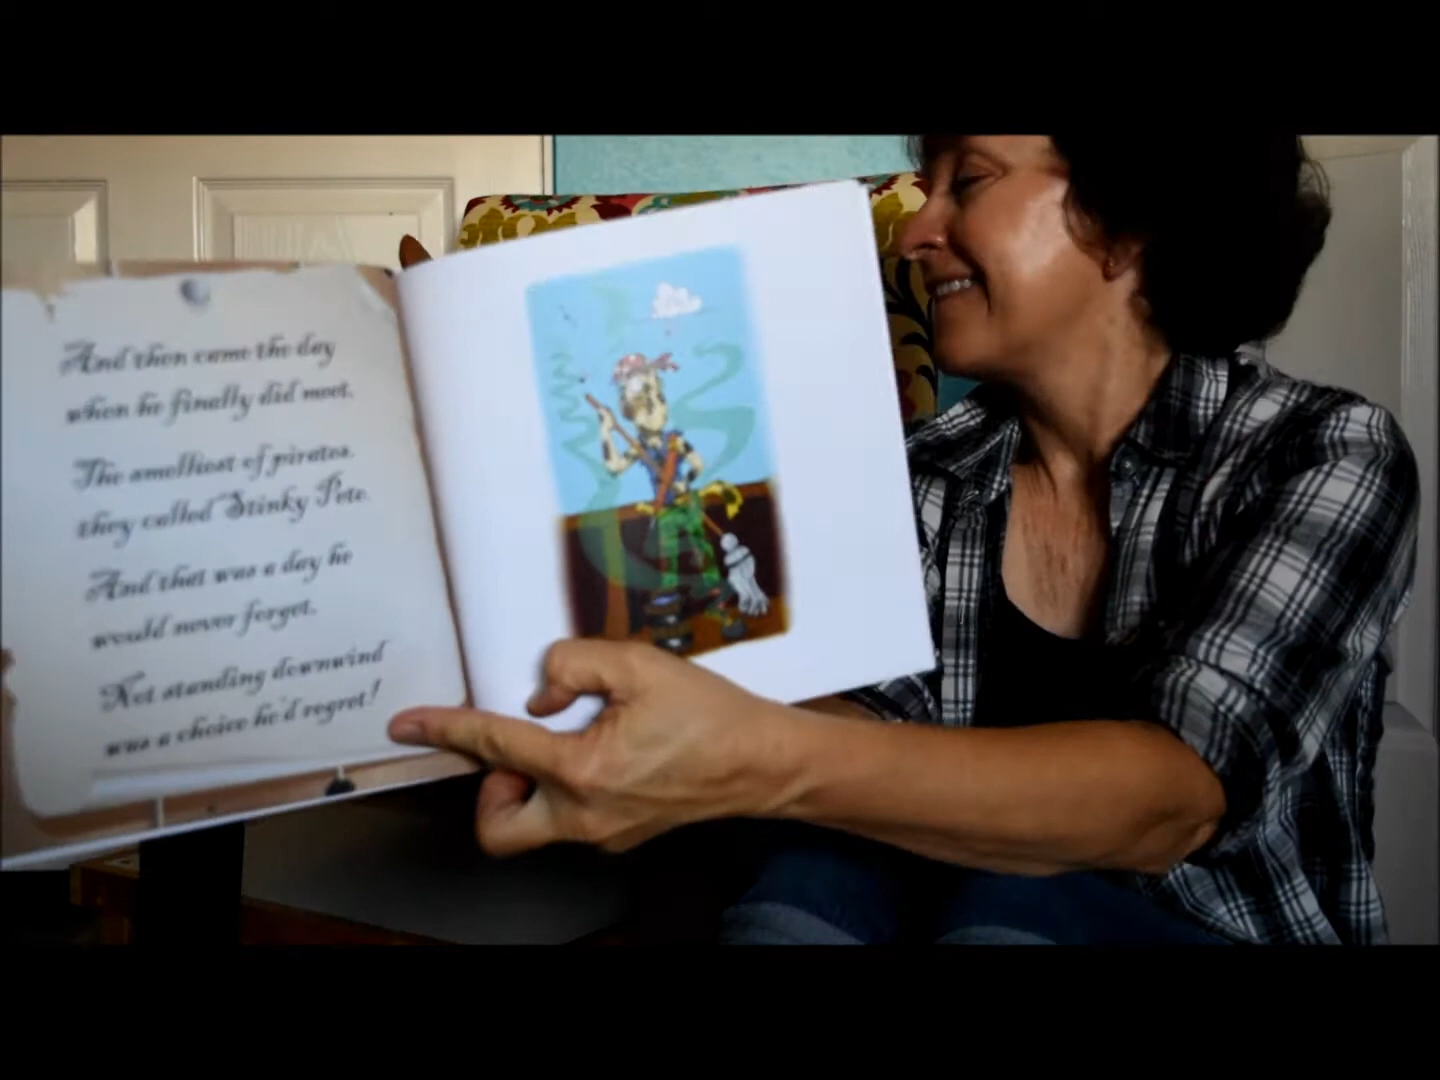 And then came the day
when he finally did meet,
The smelliest of pirates,
they called Stinky Pete.
And that was a day he
would never forget.
Not standing downwind
was a choice he'd regret!